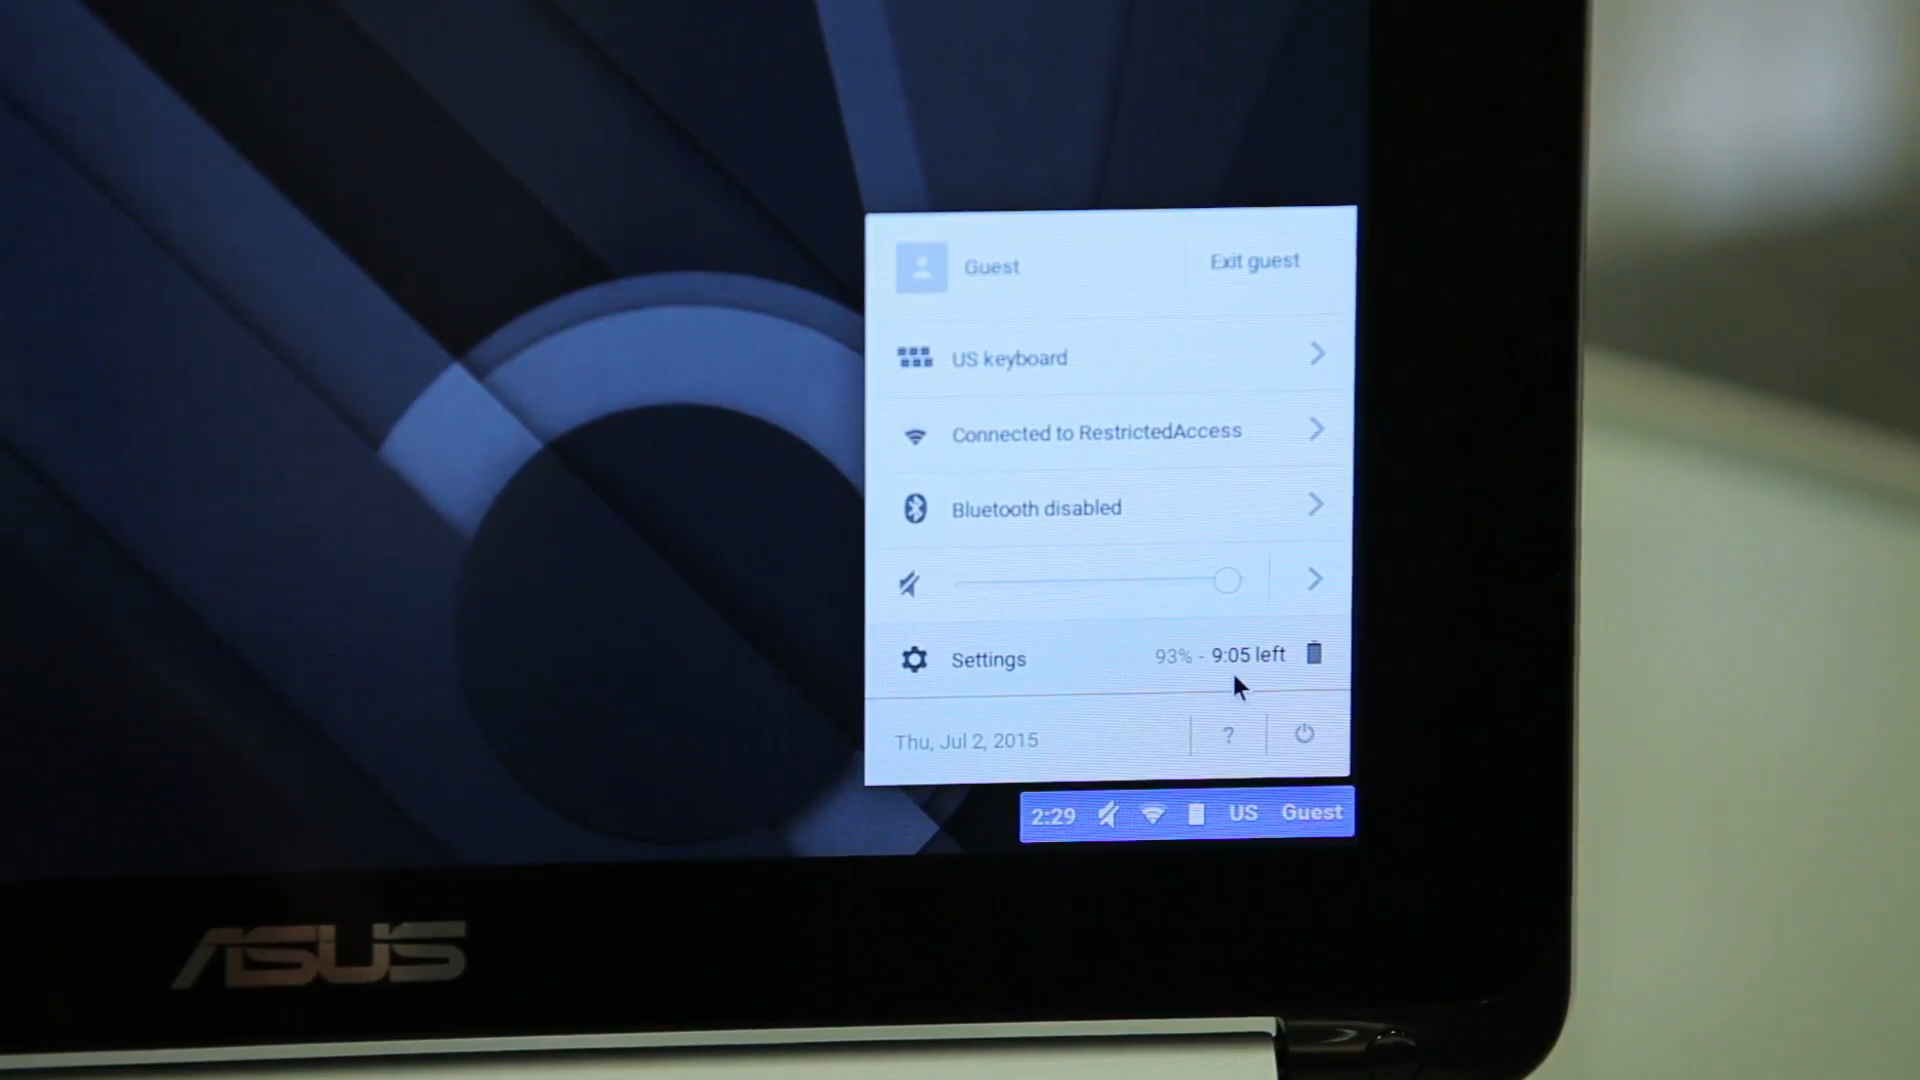 Guest Exit guest
US keyboard
Connected to RestrictedAccess
Bluetooth disabled
Settings 93% - 9:05 left
Thu, Jul 2, 2015 ?
2:29 US Guest
ASUS